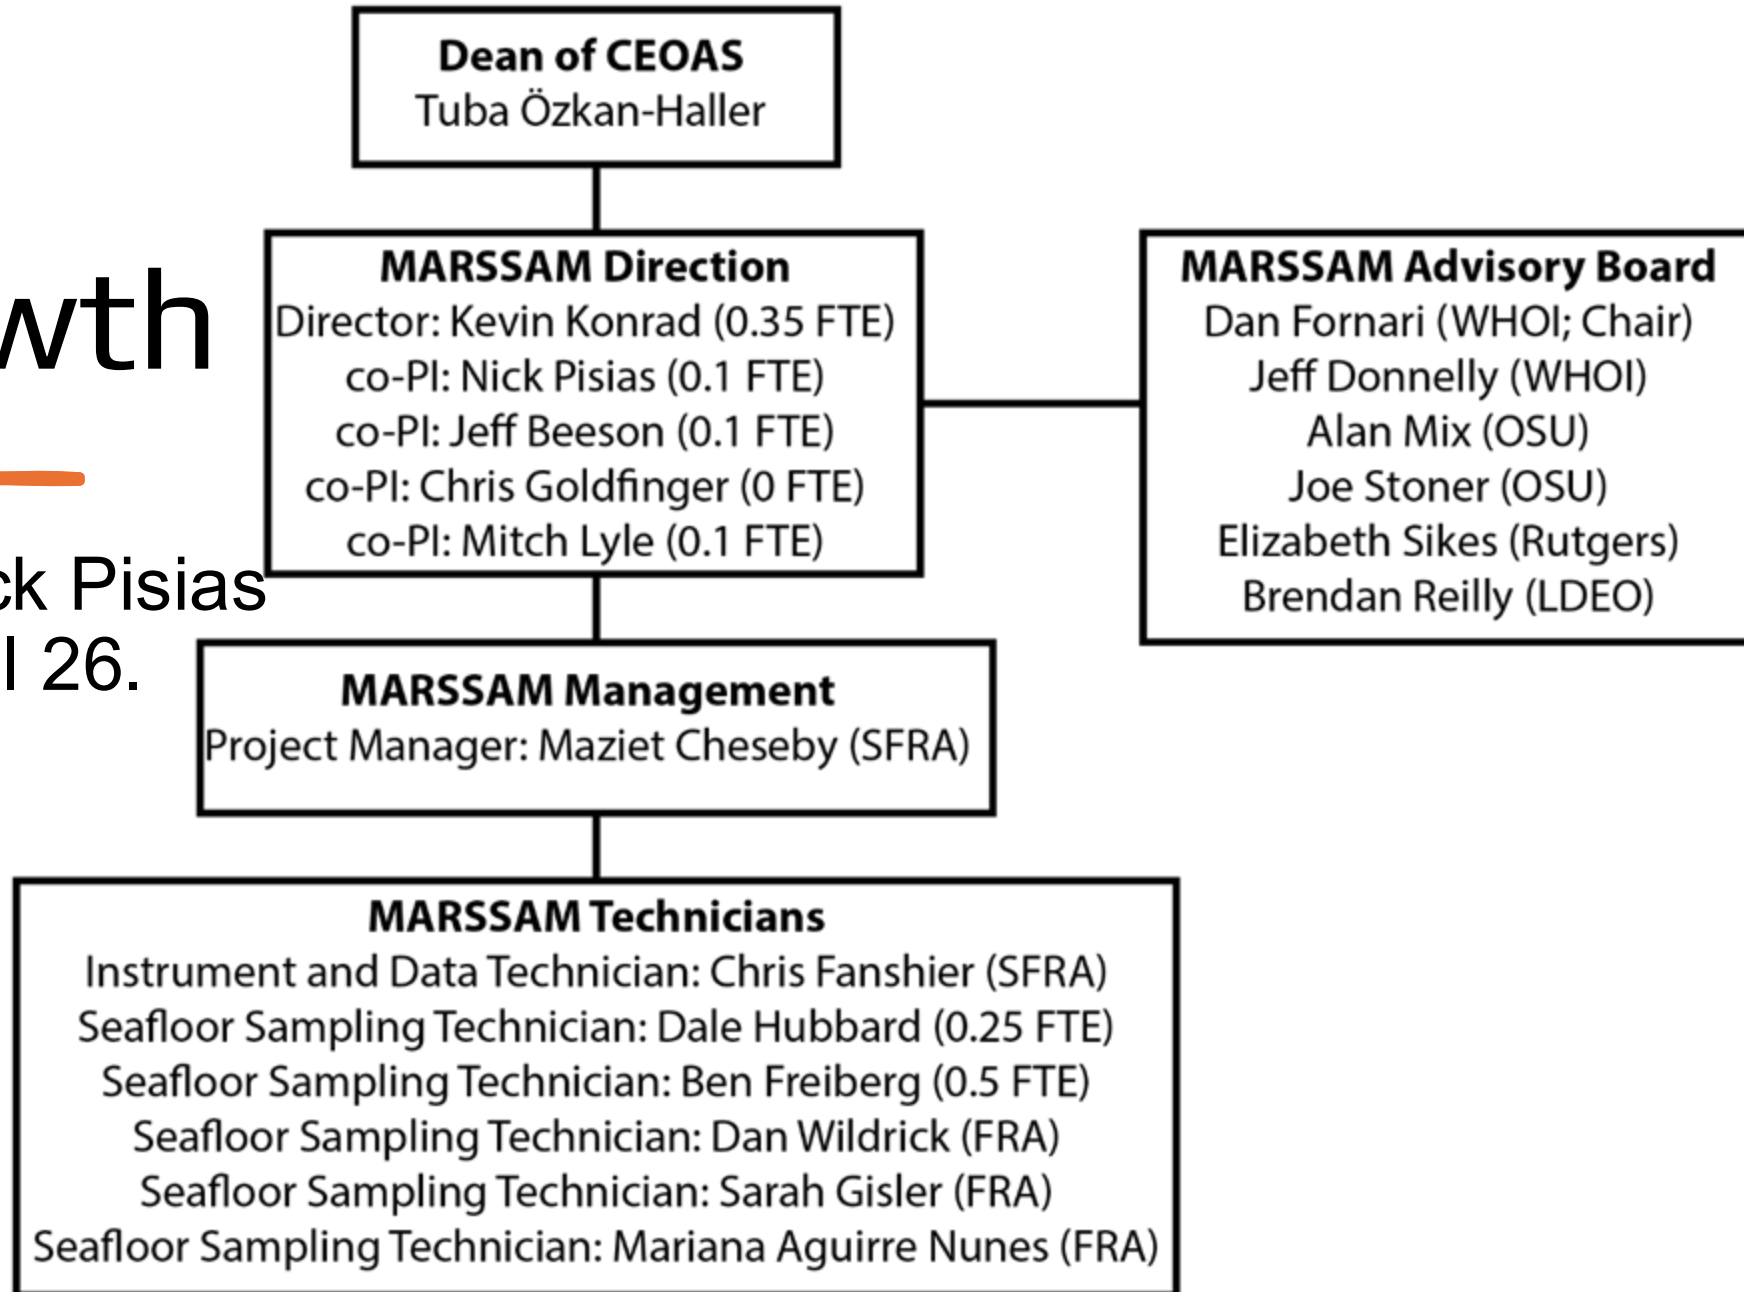 Dean of CEOAS
Tuba Özkan-Haller
MARSSAM Direction
Director: Kevin Konrad (0.35 FTE)
co-PI: Nick Pisias (0.1 FTE)
co-PI: Jeff Beeson (0.1 FTE)
co-PI: Chris Goldfinger (0 FTE)
co-PI: Mitch Lyle (0.1 FTE)
MARSSAM Advisory Board
Dan Fornari (WHOI; Chair)
Jeff Donnelly (WHOI)
Alan Mix (OSU)
Joe Stoner (OSU)
Elizabeth Sikes (Rutgers)
Brendan Reilly (LDEO)
wth
ck Pisias
l 26.
MARSSAM Management
Project Manager: Maziet Cheseby (SFRA)
MARSSAM Technicians
Instrument and Data Technician: Chris Fanshier (SFRA)
Seafloor Sampling Technician: Dale Hubbard (0.25 FTE)
Seafloor Sampling Technician: Ben Freiberg (0.5 FTE)
Seafloor Sampling Technician: Dan Wildrick (FRA)
Seafloor Sampling Technician: Sarah Gisler (FRA)
Seafloor Sampling Technician: Mariana Aguirre Nunes (FRA)